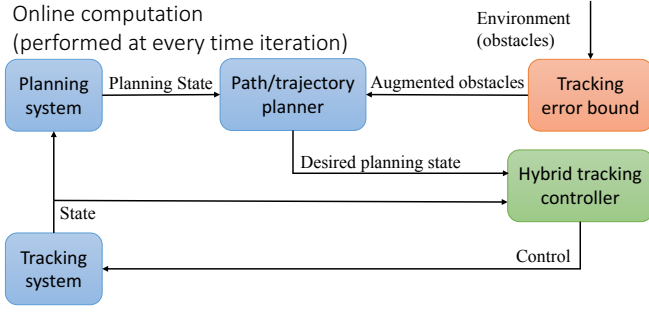 Online computation
(performed at every time iteration)
Environment
(obstacles)
Planning
system
Planning State
Path/trajectory
planner
Augmented obstacles
Tracking
error bound
Desired planning state
Hybrid tracking
controller
State
Tracking
system
Control